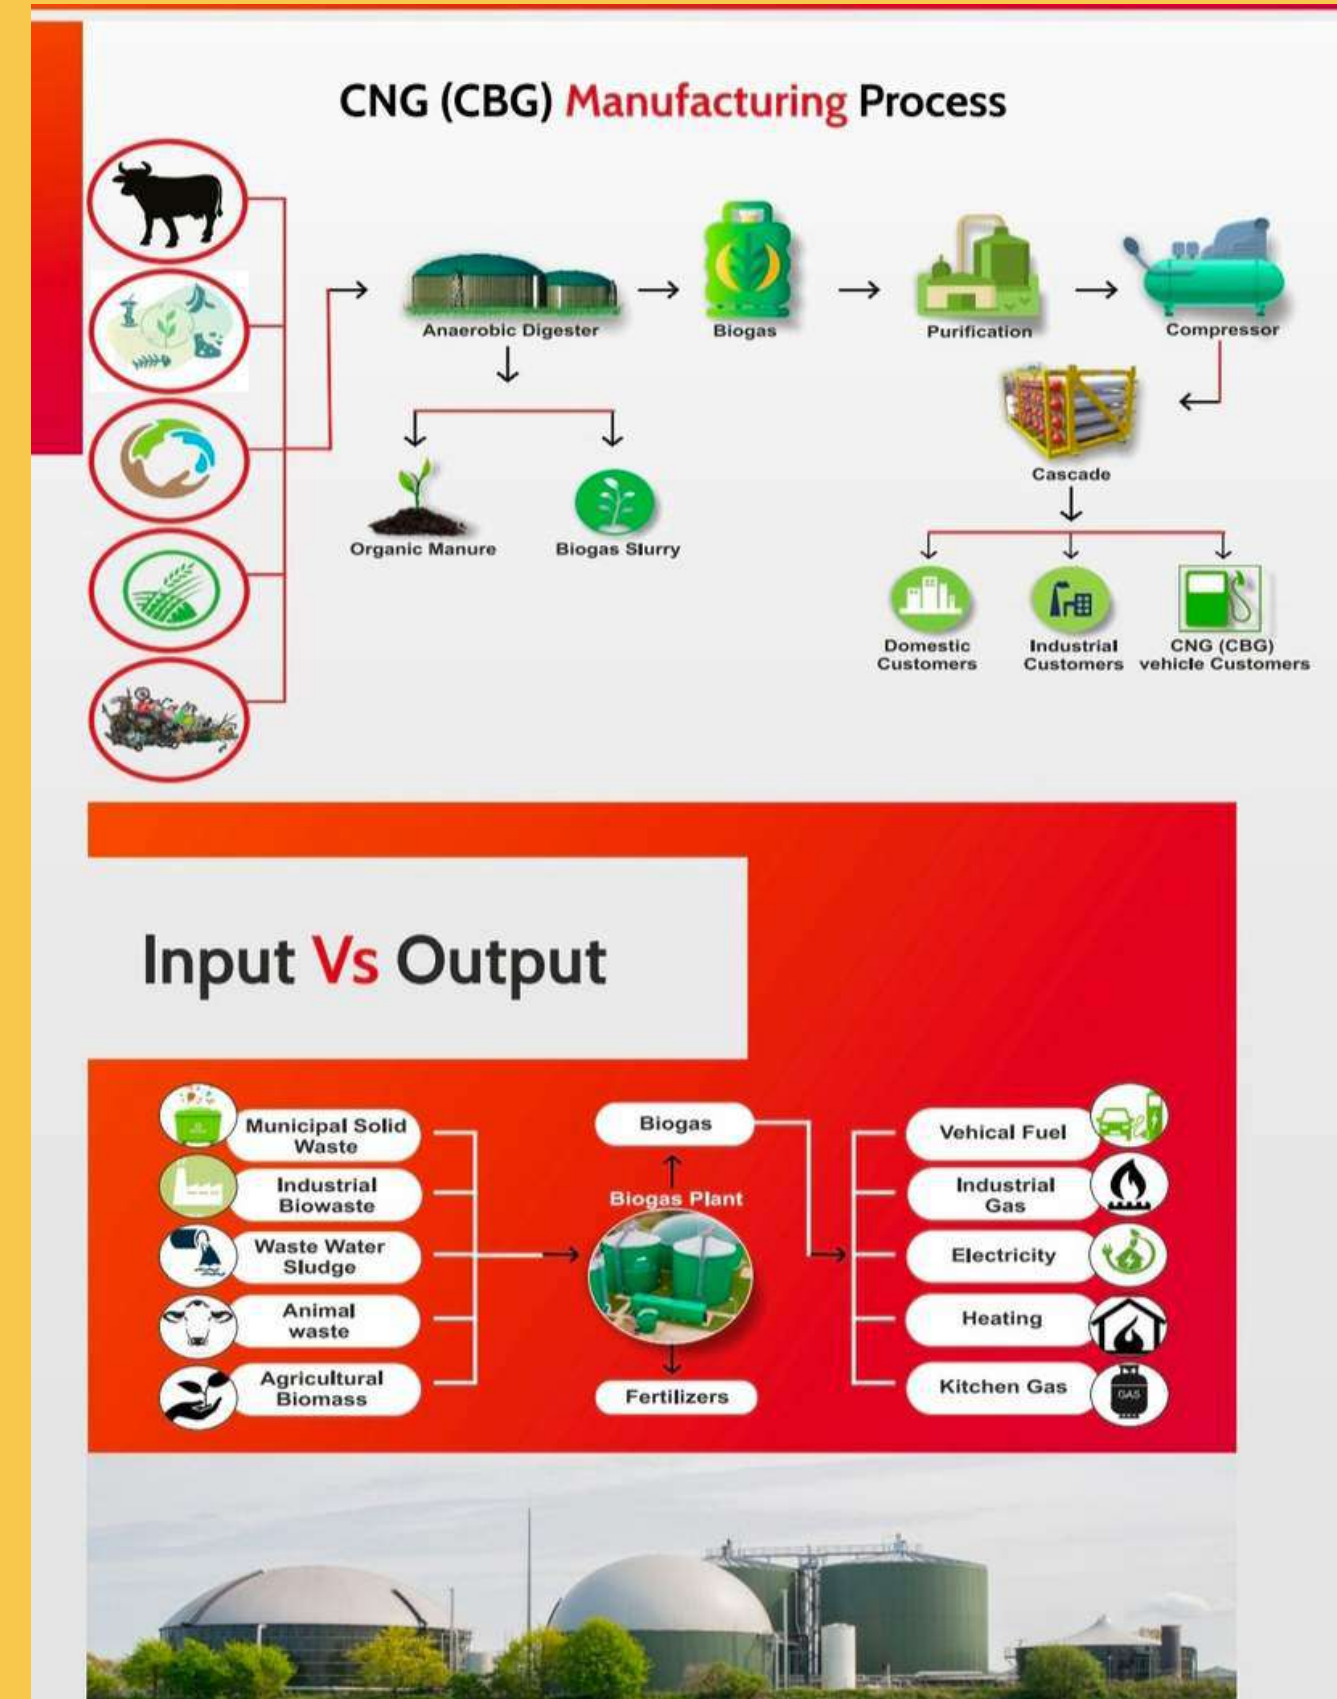 CNG (CBG) Manufacturing Process
Anaerobic Digester
Biogas
Purification
Compressor
Cascade
Organic Manure
Biogas Slurry
Domestic
Customers
Industrial
Customers
CNG (CBG)
vehicle Customers
Input Vs Output
Municipal Solid
Waste
Industrial
Biowaste
Waste Water
Sludge
Animal
waste
Agricultural
Biomass
Biogas
Biogas Plant
Fertilizers
Vehical Fuel
Industrial
Gas
Electricity
Heating
Kitchen Gas
GAS